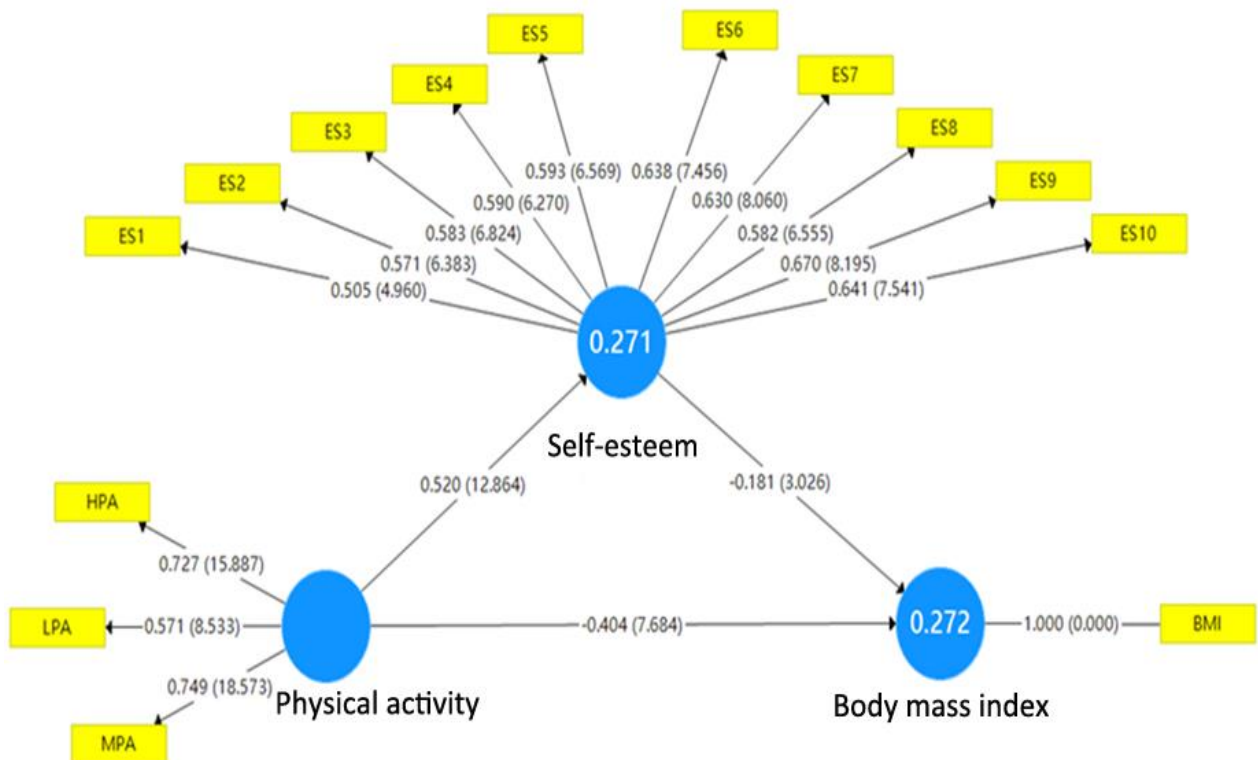 ES5
ES6
ES4
ES7
ES3
ES8
ES2
ES9
ES1
ES10
0.593 (6.569)
0.638 (7.456)
0.590 (6.270)
0.630 (8.060)
0.583 (6.824)
0.582 (6.555)
0.571 (6.383)
0.670 (8.195)
0.505 (4.960)
0.641 (7.541)
0.271
Self-esteem
0.520 (12.864)
-0.181 (3.026)
HPA
0.727 (15.887)
LPA
0.571 (8.533)
-0.404 (7.684)
0.272
1.000 (0.000)
BMI
0.749 (18.573)
Physical activity
Body mass index
MPA